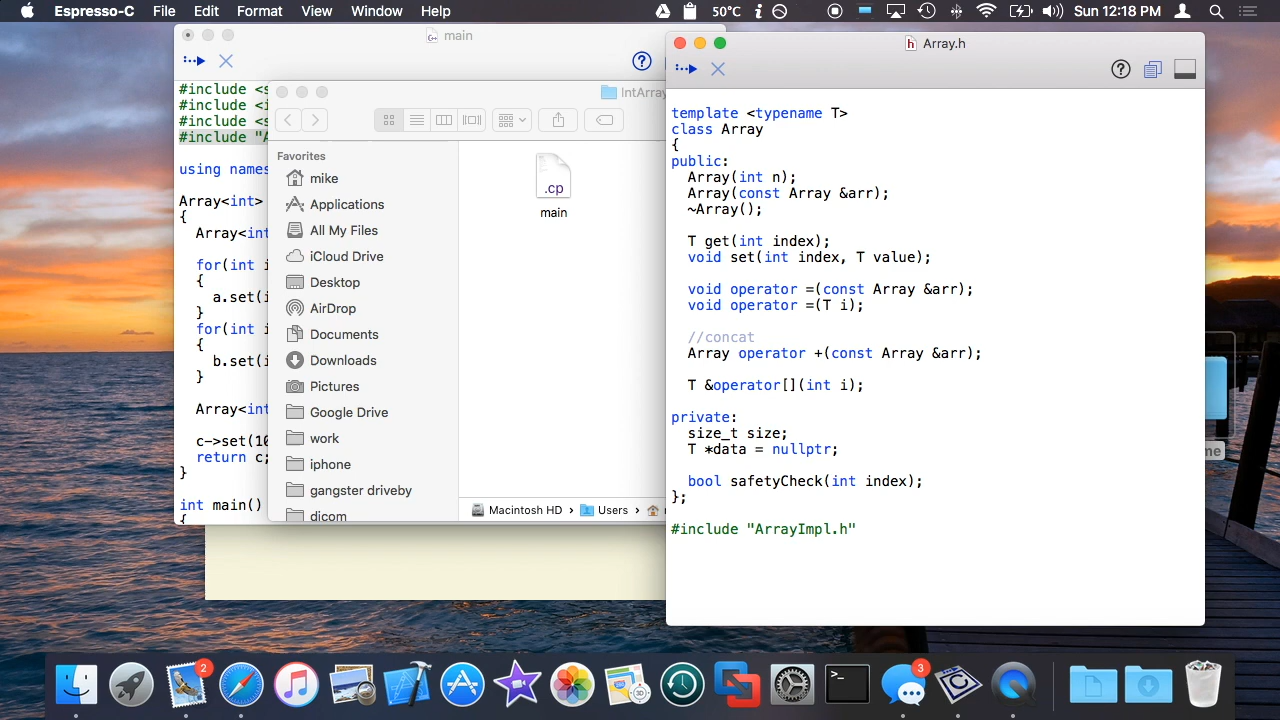 Espresso-C File Edit Format View Window Help 50°C Sun 12:18 PM
main
#include <s
#include <i
#include <s
#include "A
using names
Array<int>
{
Array<int
for(int i
{
a.set(i
}
for(int i
{
b.set(i
}
Array<int
c->set(10
return c;
}
int main()
{
IntArray
Favorites
mike
Applications
All My Files
iCloud Drive
Desktop
AirDrop
Documents
Downloads
Pictures
Google Drive
work
iphone
gangster driveby
dicom
.cp
main
Macintosh HD › Users ›
h Array.h
template <typename T>
class Array
{
public:
Array(int n);
Array(const Array &arr);
~Array();
T get(int index);
void set(int index, T value);
void operator =(const Array &arr);
void operator =(T i);
//concat
Array operator +(const Array &arr);
T &operator[](int i);
private:
size_t size;
T *data = nullptr;
bool safetyCheck(int index);
};
#include "ArrayImpl.h"
me
2
3D
>_
3
C